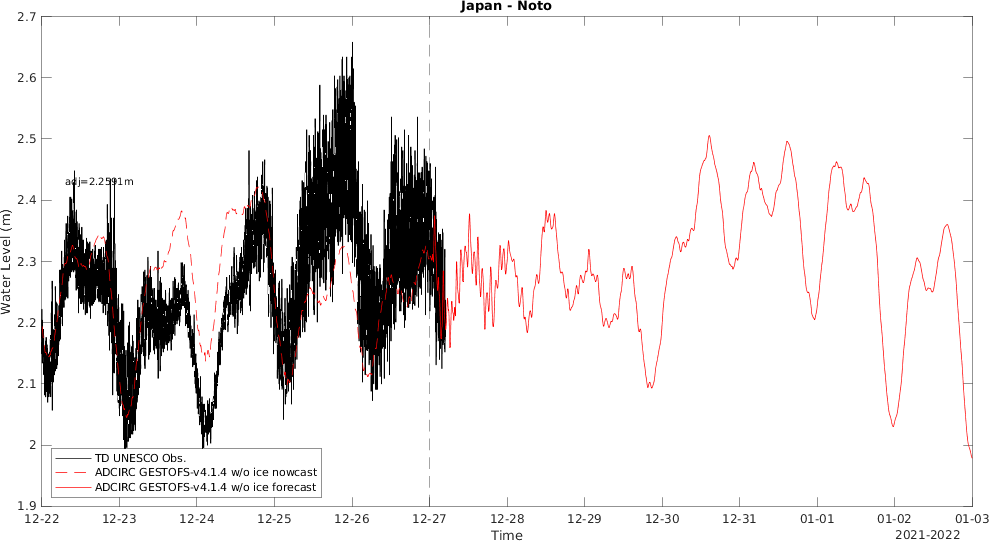 Japan - Noto
2.7
2.6
2.5
2.4
2.3
2.2
2.1
2
1.9
Water Level (m)
adj=2.2591m
TD UNESCO Obs.
ADCIRC GESTOFS-v4.1.4 w/o ice nowcast
ADCIRC GESTOFS-v4.1.4 w/o ice forecast
12-22 12-23 12-24 12-25 12-26 12-27 12-28 12-29 12-30 12-31 01-01 01-02 01-03
Time
2021-2022